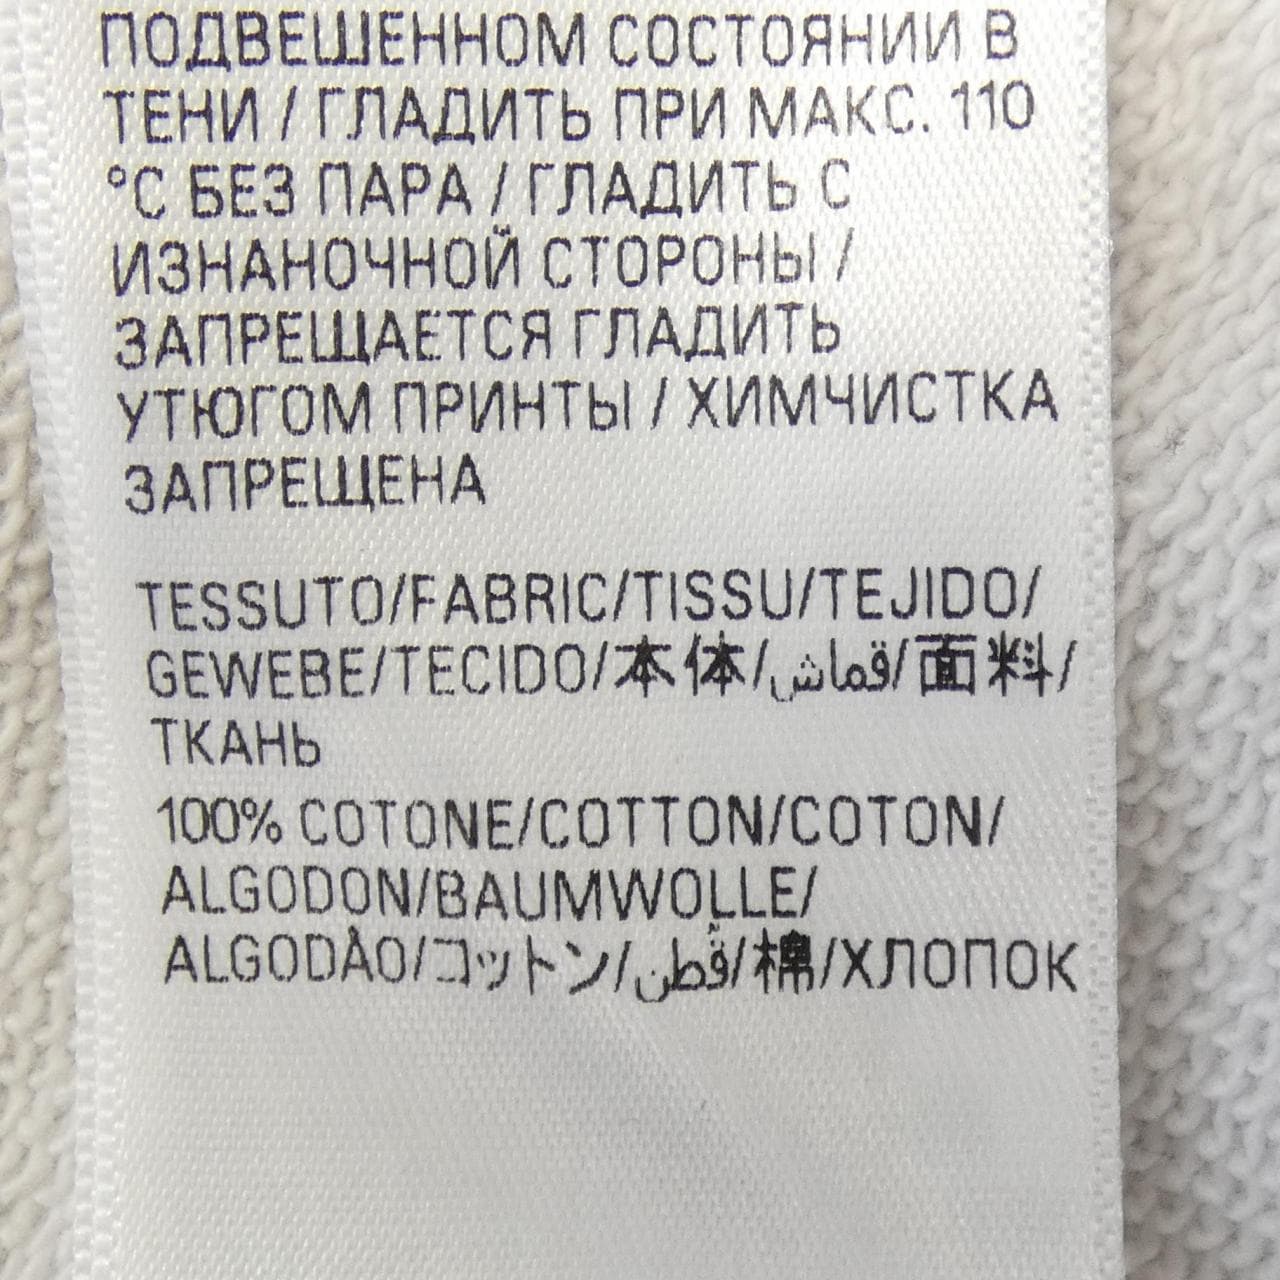 ПОДВЕШЕННОМ СОСТОЯНИИ В
ТЕНИ / ГЛАДИТЬ ПРИ МАКС. 110
°C БЕЗ ПАРА / ГЛАДИТЬ С
ИЗНАНОЧНОЙ СТОРОНЫ /
ЗАПРЕЩАЕТСЯ ГЛАДИТЬ
УТЮГОМ ПРИНТЫ / ХИМЧИСТКА
ЗАПРЕЩЕНА
TESSUTO/FABRIC/TISSU/TEJIDO/
GEWEBE/TECIDO/本体/قماش/面料/
ТКАНЬ
100% COTONE/COTTON/COTON/
ALGODON/BAUMWOLLE/
ALGODÃO/コットン/قُطن/棉/ХЛОПОК